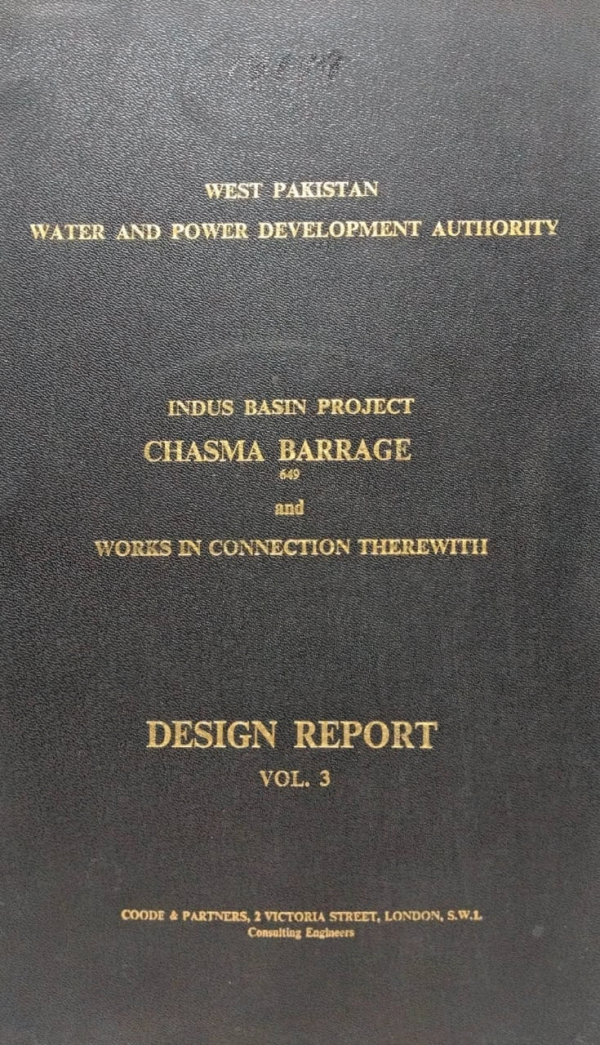 WEST PAKISTAN
WATER AND POWER DEVELOPMENT AUTHORITY
INDUS BASIN PROJECT
CHASMA BARRAGE
649
and
WORKS IN CONNECTION THEREWITH
DESIGN REPORT
VOL. 3
COODE & PARTNERS, 2 VICTORIA STREET, LONDON, S.W.1.
Consulting Engineers